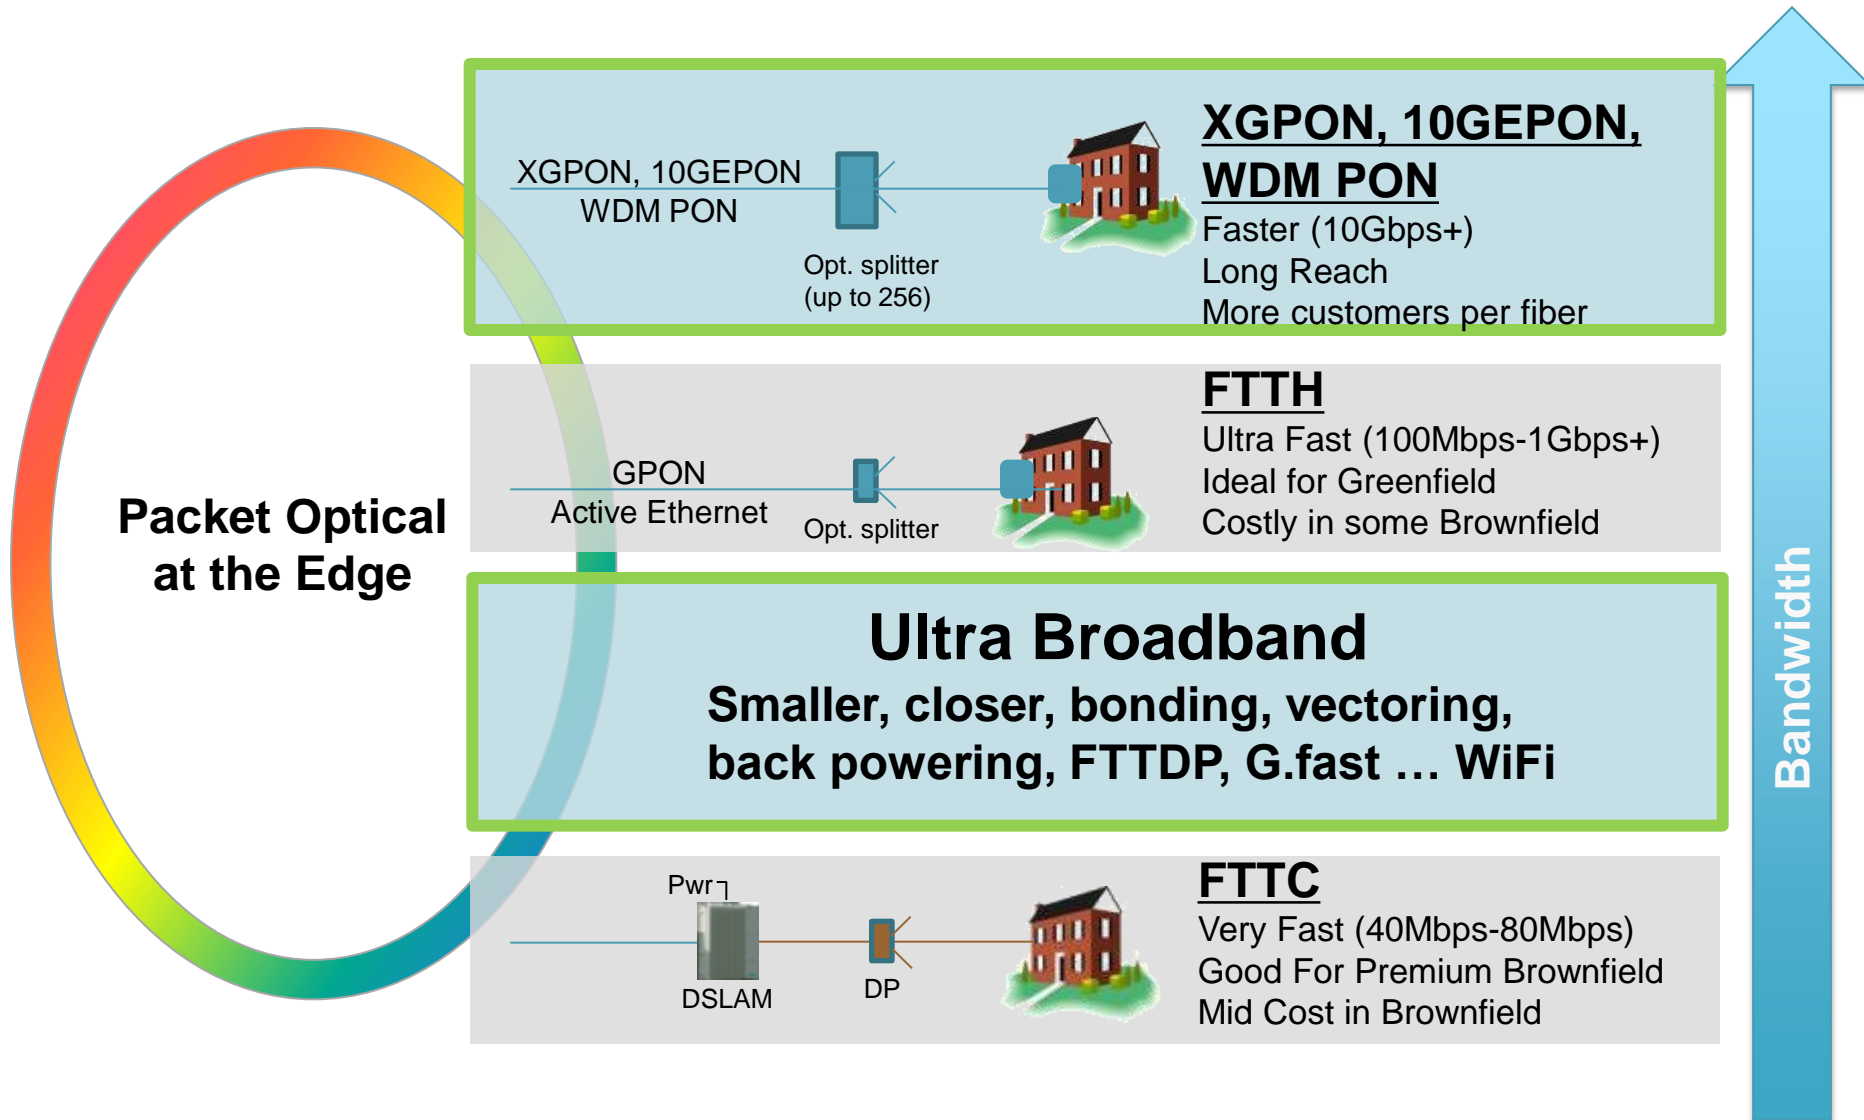 Packet Optical
at the Edge
XGPON, 10GEPON
WDM PON
Opt. splitter
(up to 256)
XGPON, 10GEPON,
WDM PON
Faster (10Gbps+)
Long Reach
More customers per fiber
GPON
Active Ethernet
Opt. splitter
FTTH
Ultra Fast (100Mbps-1Gbps+)
Ideal for Greenfield
Costly in some Brownfield
Ultra Broadband
Smaller, closer, bonding, vectoring,
back powering, FTTDP, G.fast … WiFi
Pwr
DSLAM
DP
FTTC
Very Fast (40Mbps-80Mbps)
Good For Premium Brownfield
Mid Cost in Brownfield
Bandwidth